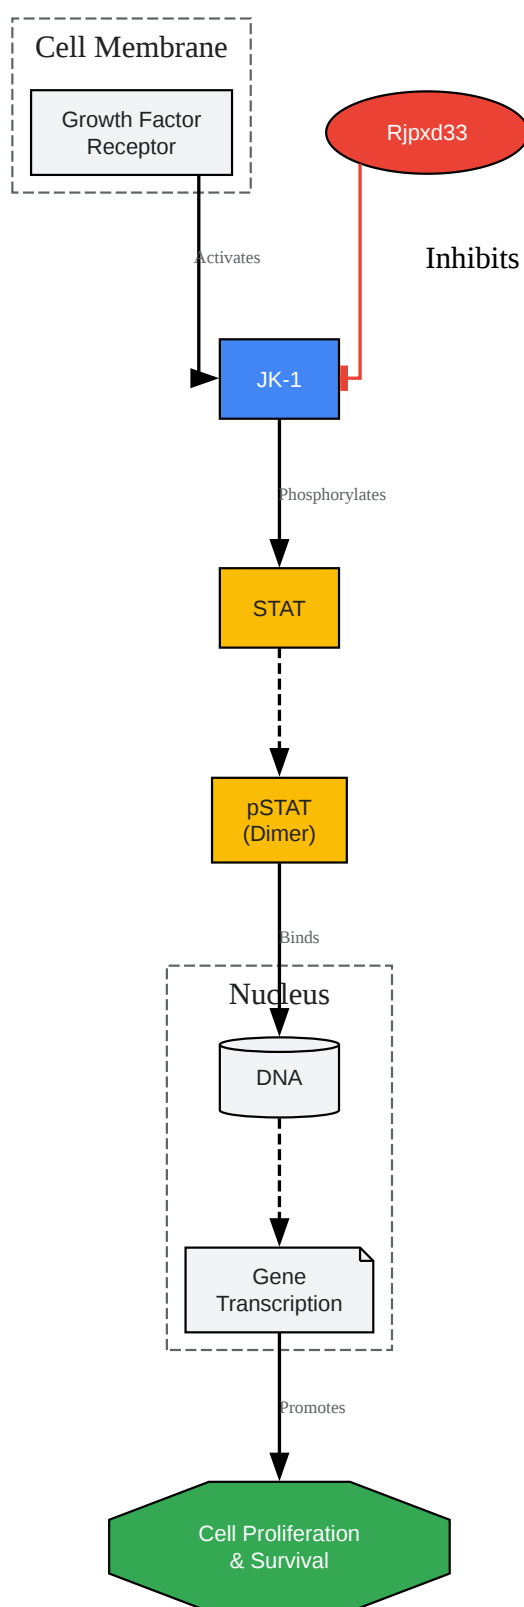 Cell Membrane
Growth Factor
Receptor
Rjpxd33
Activates
Inhibits
JK-1
Phosphorylates
STAT
pSTAT
(Dimer)
Binds
Nucleus
DNA
Gene
Transcription
Promotes
Cell Proliferation
& Survival